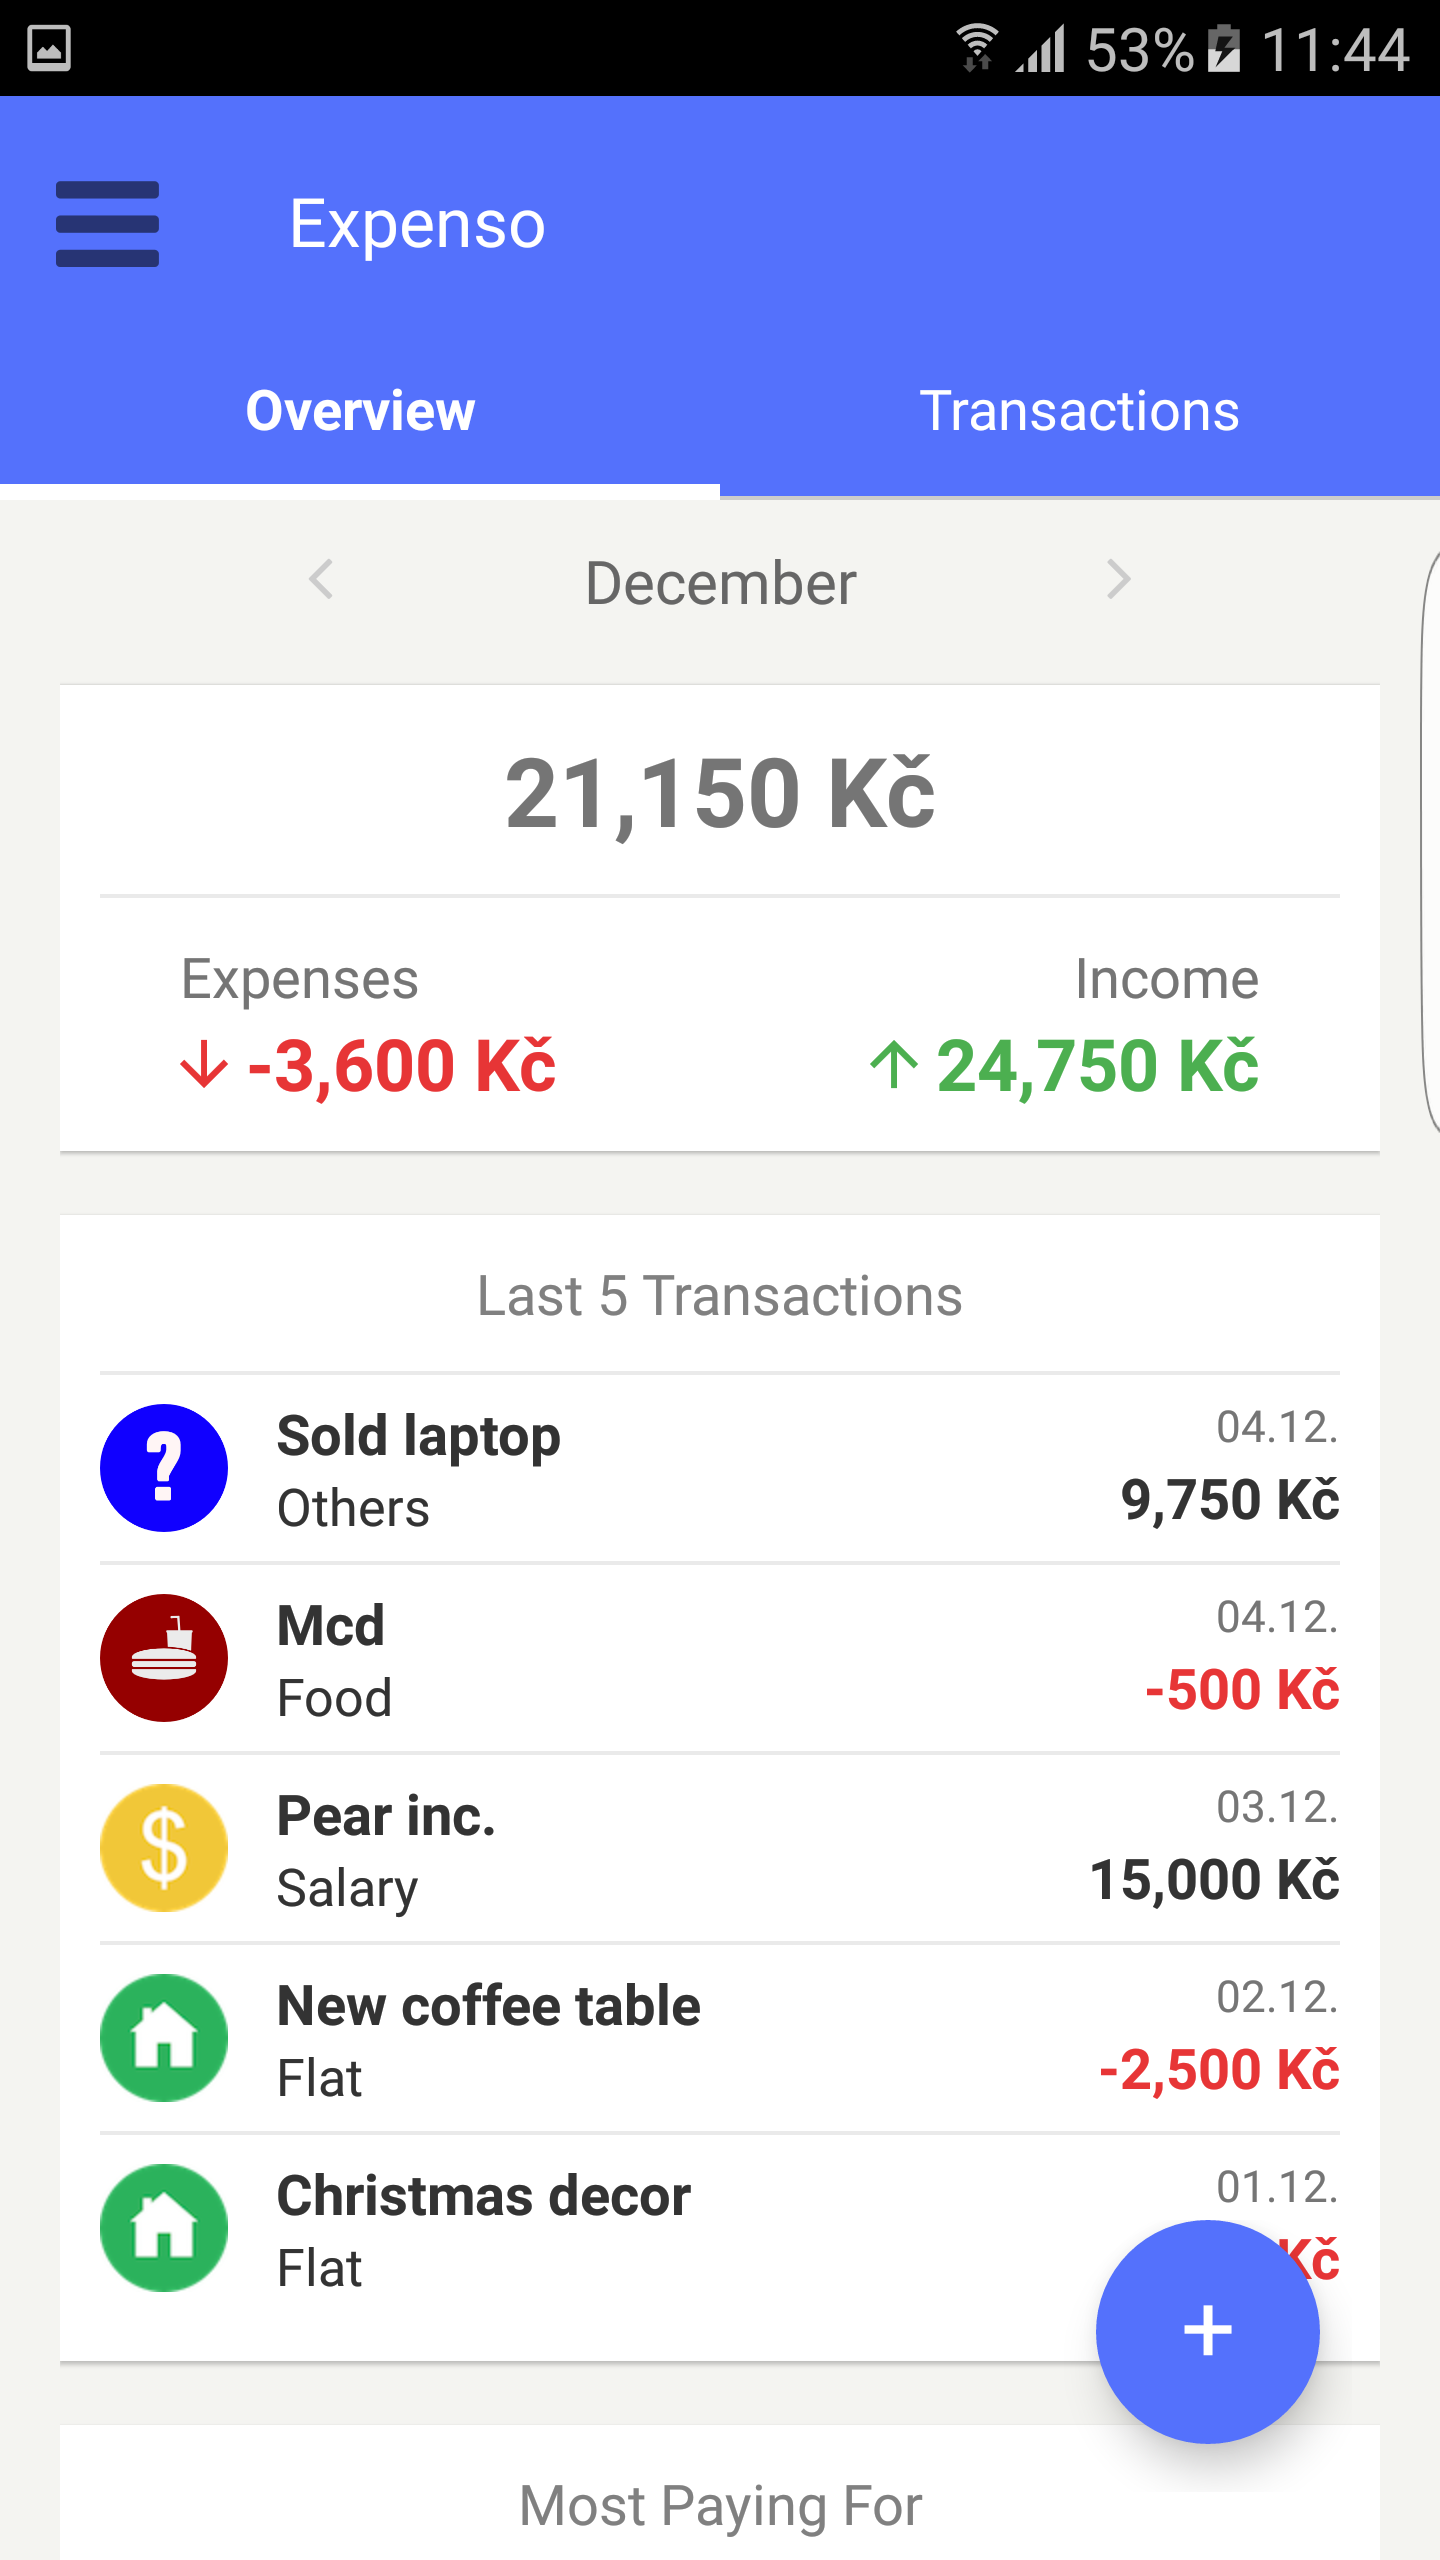 53% 11:44
Expenso
Overview Transactions
December
21,150 Kč
Expenses Income
-3,600 Kč 24,750 Kč
Last 5 Transactions
Sold laptop 04.12.
Others 9,750 Kč
Mcd 04.12.
Food -500 Kč
Pear inc. 03.12.
Salary 15,000 Kč
New coffee table 02.12.
Flat -2,500 Kč
Christmas decor 01.12.
Flat Kč
+
Most Paying For